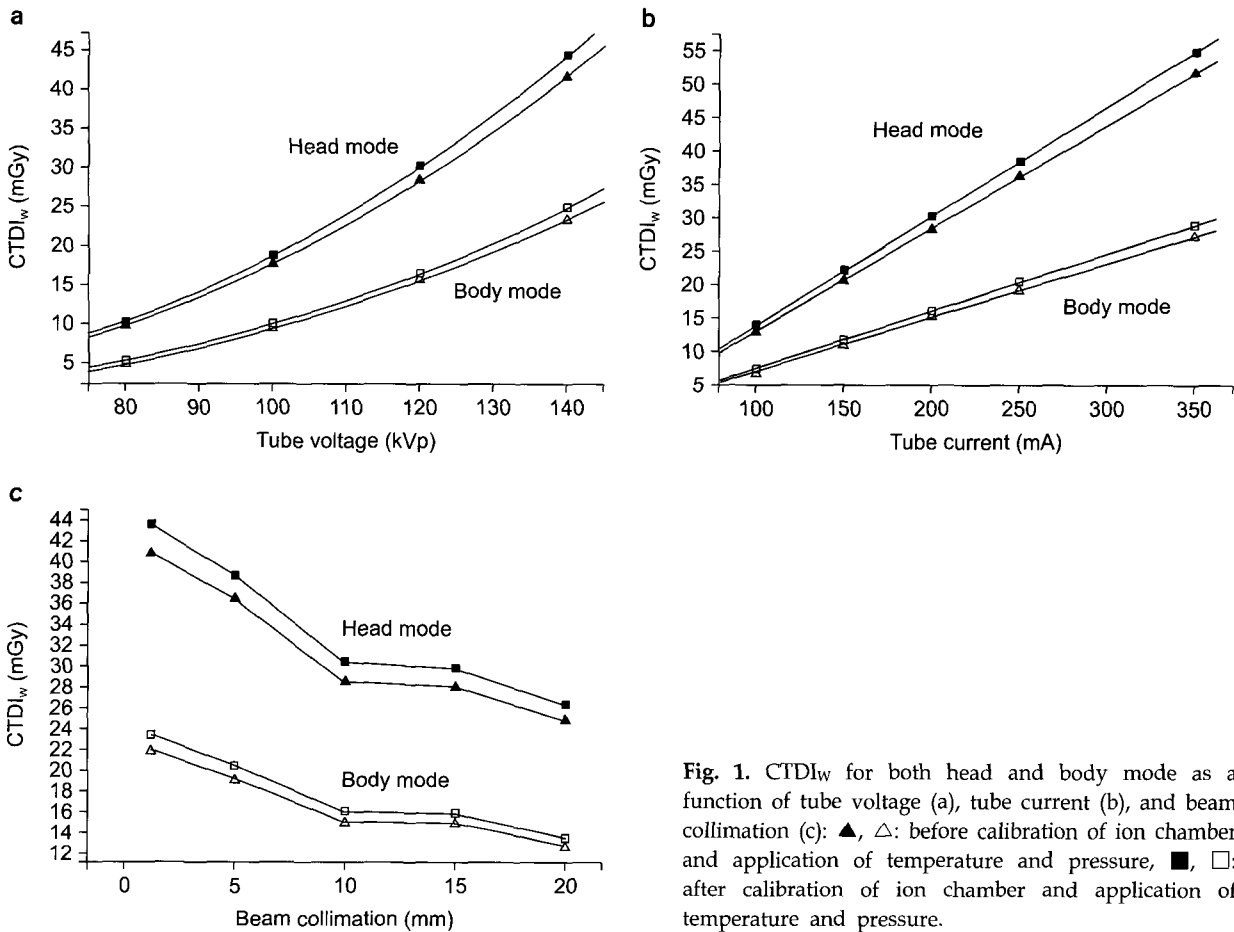 a
45
40
35
30
25
20
15
10
5
CTDIw (mGy)
Head mode
Body mode
80 90 100 110 120 130 140
Tube voltage (kVp)
b
55
50
45
40
35
30
25
20
15
10
5
CTDIw (mGy)
Head mode
Body mode
100 150 200 250 300 350
Tube current (mA)
c
44
42
40
38
36
34
32
30
28
26
24
22
20
18
16
14
12
CTDIw (mGy)
Head mode
Body mode
0 5 10 15 20
Beam collimation (mm)
Fig. 1. CTDIW for both head and body mode as a
function of tube voltage (a), tube current (b), and beam
collimation (c): ▲, △: before calibration of ion chamber
and application of temperature and pressure, ■, □:
after calibration of ion chamber and application of
temperature and pressure.